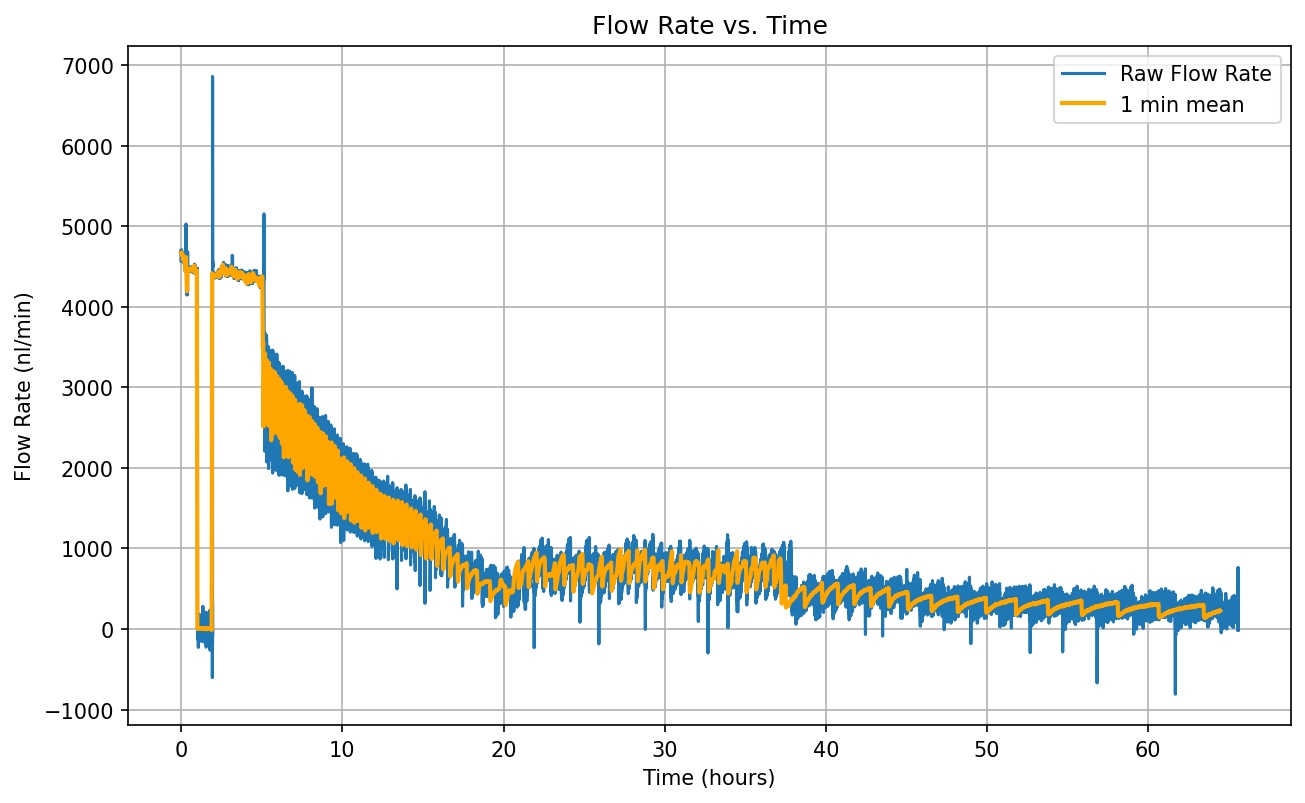 Flow Rate vs. Time
Raw Flow Rate
1 min mean
Flow Rate (nl/min)
7000
6000
5000
4000
3000
2000
1000
0
−1000
0 10 20 30 40 50 60
Time (hours)